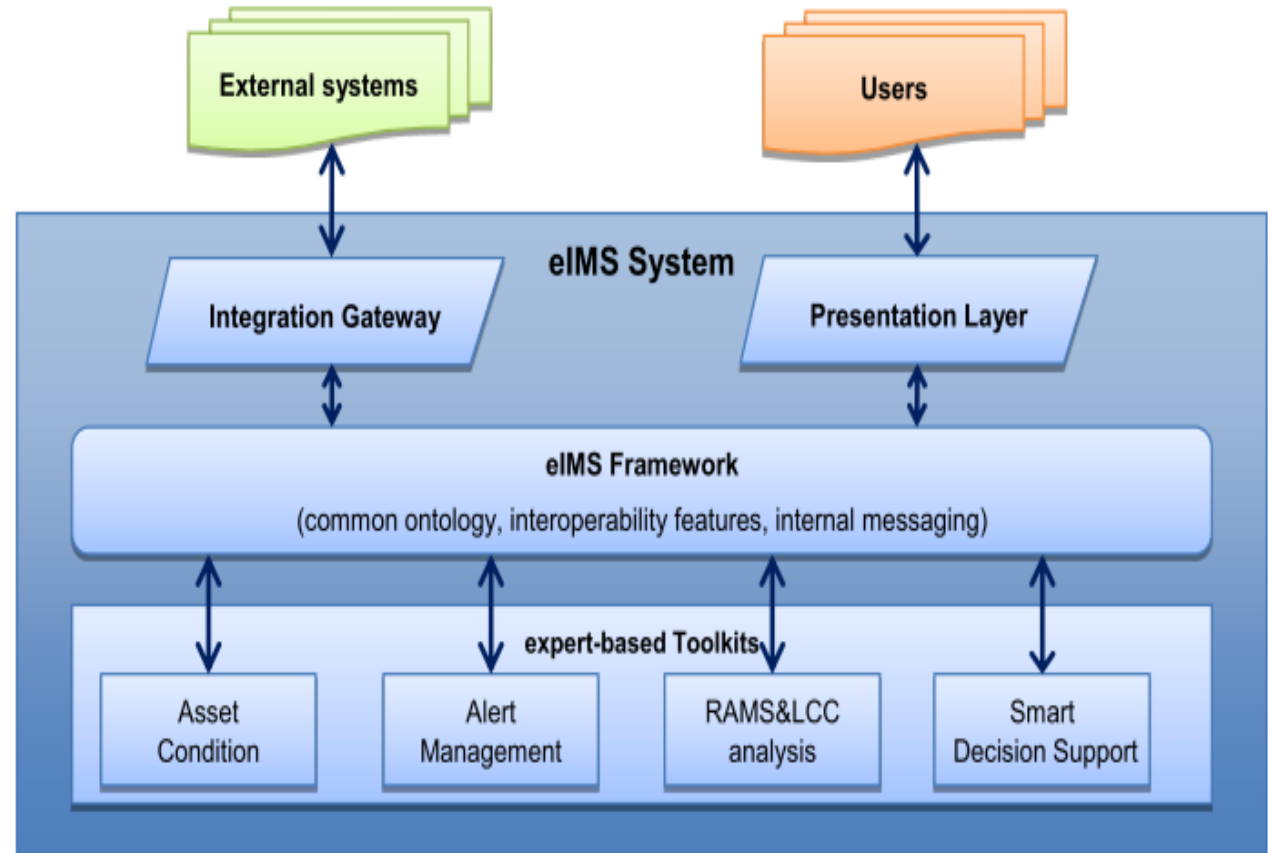 External systems
Users
eIMS System
Integration Gateway
Presentation Layer
eIMS Framework
(common ontology, interoperability features, internal messaging)
expert-based Toolkits
Asset
Condition
Alert
Management
RAMS&LCC
analysis
Smart
Decision Support